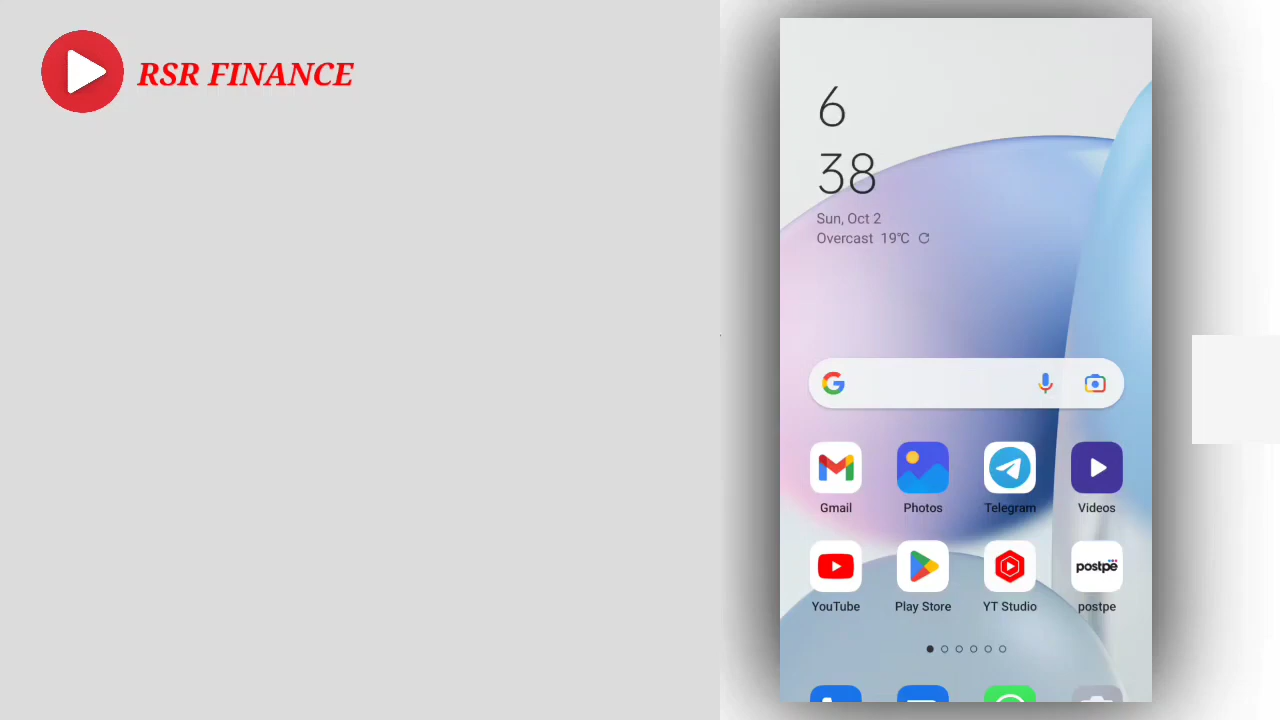 RSR FINANCE
6
38
Sun, Oct 2
Overcast 19℃
Gmail
Photos
Telegram
Videos
postpe
YouTube
Play Store
YT Studio
postpe